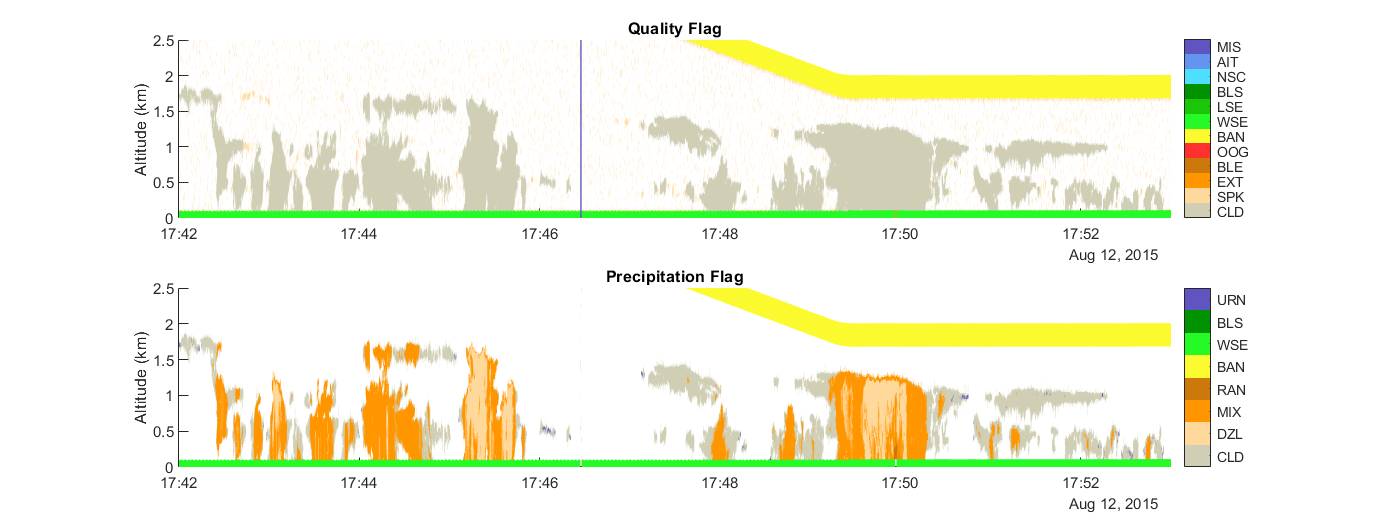 Quality Flag
Altitude (km)
2.5
2
1.5
1
0.5
0
17:42
17:44
17:46
17:48
17:50
17:52
Aug 12, 2015
MIS
AIT
NSC
BLS
LSE
WSE
BAN
OOG
BLE
EXT
SPK
CLD
Precipitation Flag
Altitude (km)
2.5
2
1.5
1
0.5
0
17:42
17:44
17:46
17:48
17:50
17:52
Aug 12, 2015
URN
BLS
WSE
BAN
RAN
MIX
DZL
CLD